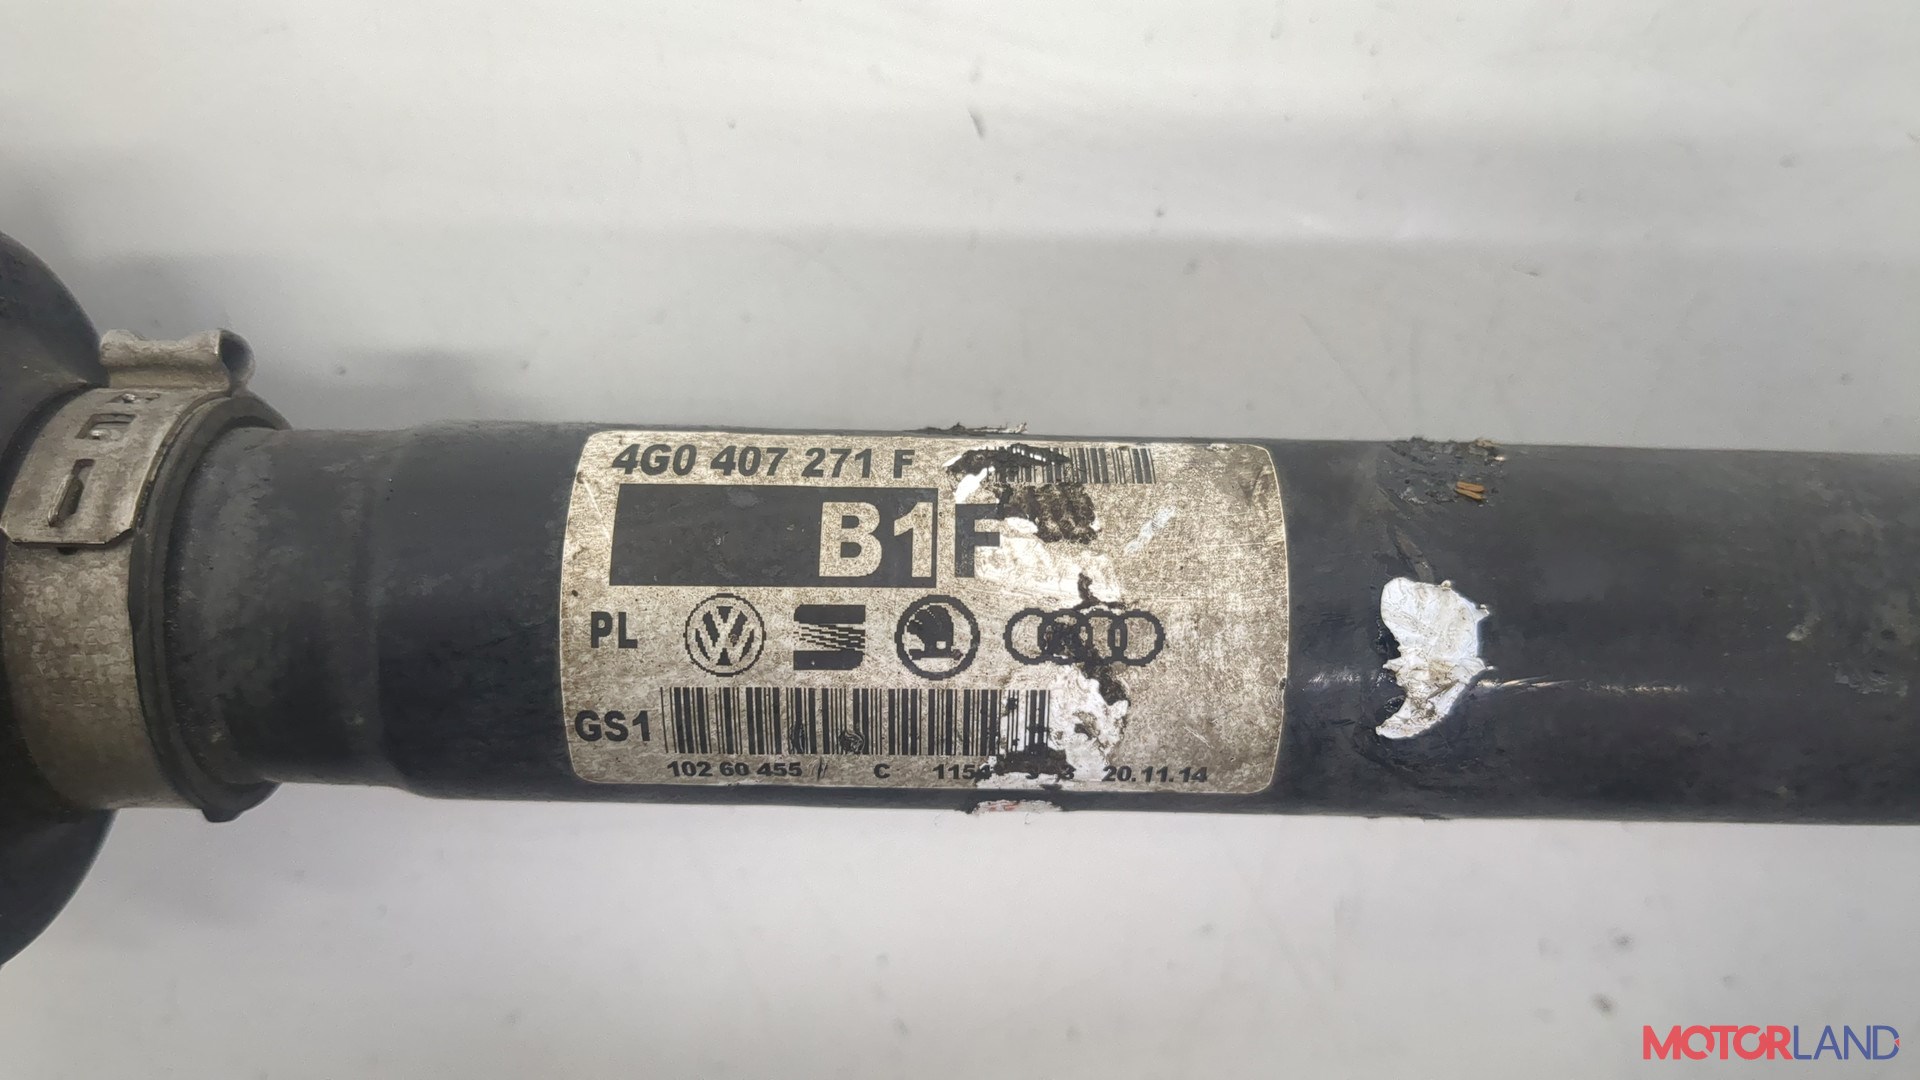 4G0 407 271 F
B1F
PL
GS1
102 60 455 C 20.11.14
MOTORLAND